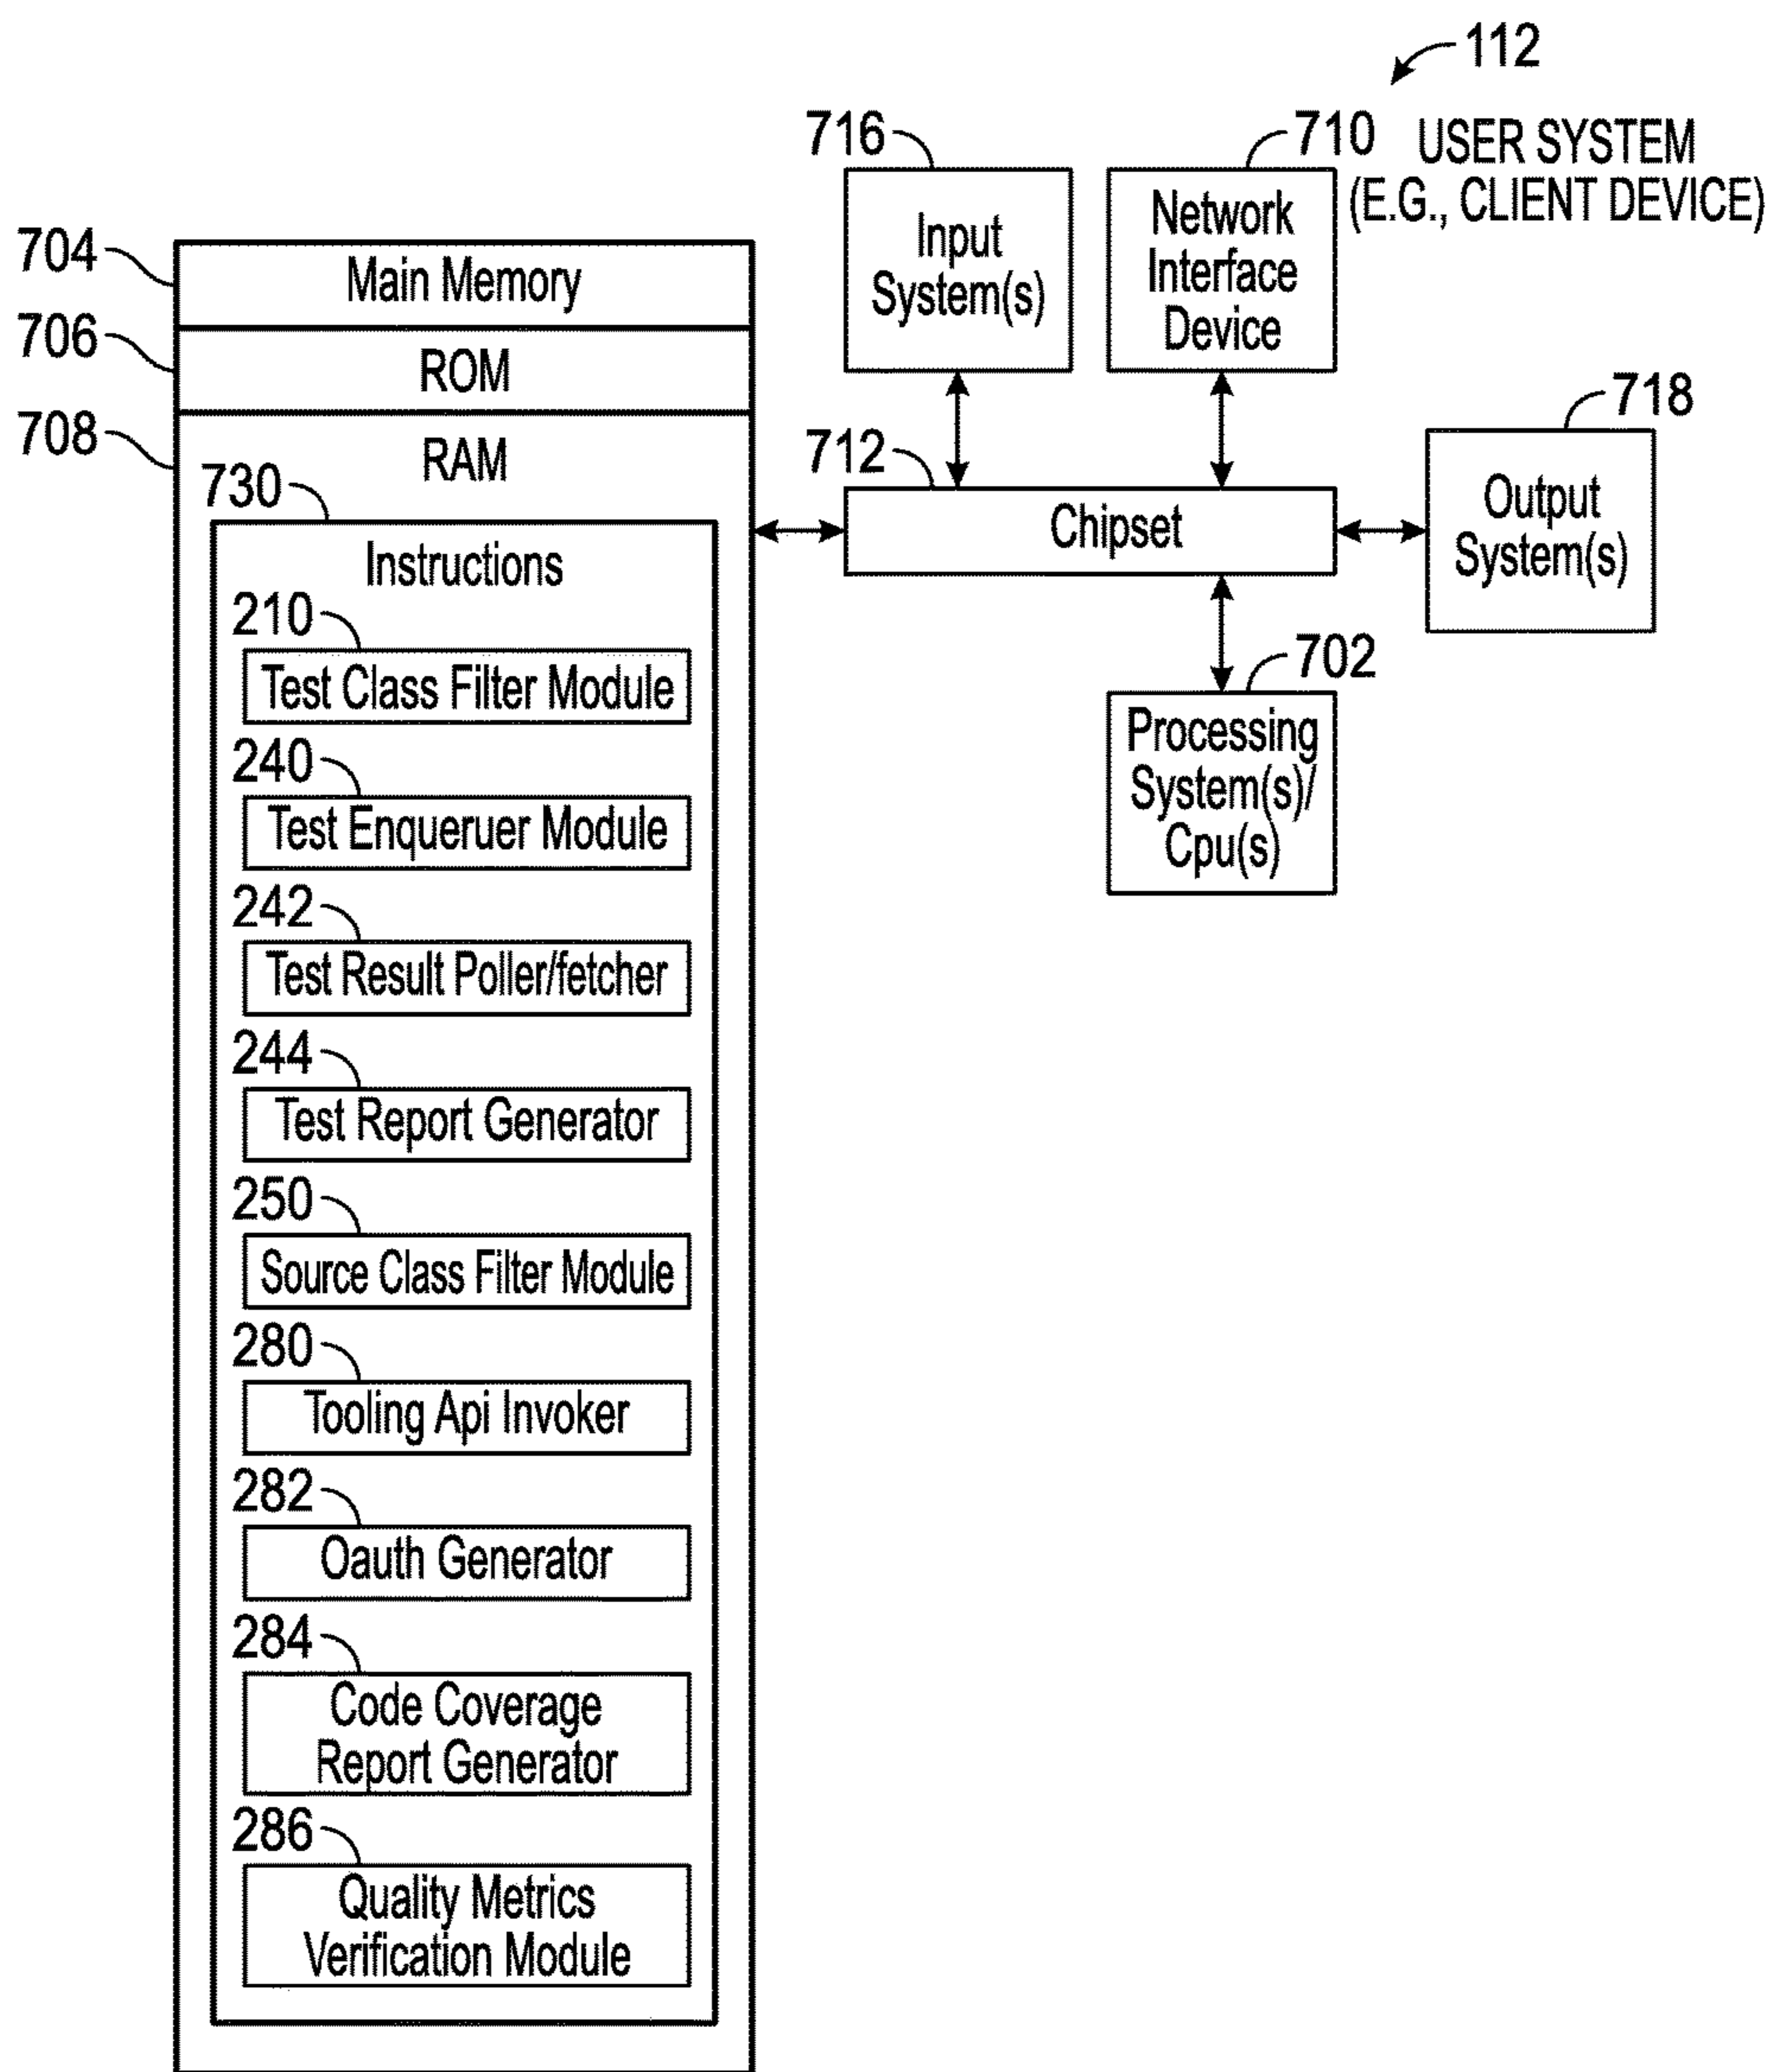 112
USER SYSTEM
(E.G., CLIENT DEVICE)
716
Input
System(s)
710
Network
Interface
Device
704
Main Memory
706
ROM
708
RAM
730
Instructions
210
Test Class Filter Module
240
Test Enqueruer Module
242
Test Result Poller/fetcher
244
Test Report Generator
250
Source Class Filter Module
280
Tooling Api Invoker
282
Oauth Generator
284
Code Coverage
Report Generator
286
Quality Metrics
Verification Module
712
Chipset
718
Output
System(s)
702
Processing
System(s)/
Cpu(s)